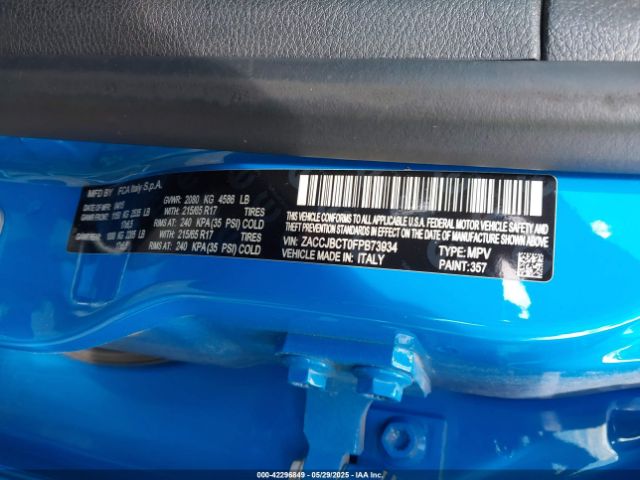 MFD BY FCA Italy S.p.A.
GVWR: 2080 KG 4586 LB
WITH: 215/65 R17 TIRES
RIMS AT: 240 KPA(35 PSI) COLD
WITH: 215/65 R17 TIRES
RIMS AT: 240 KPA(35 PSI) COLD
THIS VEHICLE CONFORMS TO ALL APPLICABLE U.S.A. FEDERAL MOTOR VEHICLE SAFETY, BUMPER AND
THEFT PREVENTION STANDARDS IN EFFECT ON THE DATE OF MANUFACTURE SHOWN ABOVE.
VIN: ZACCJBCT0FPB73934 TYPE: MPV
VEHICLE MADE IN: ITALY PAINT: 357
000-42296849 - 05/29/2025 - IAA Holdings, LLC.